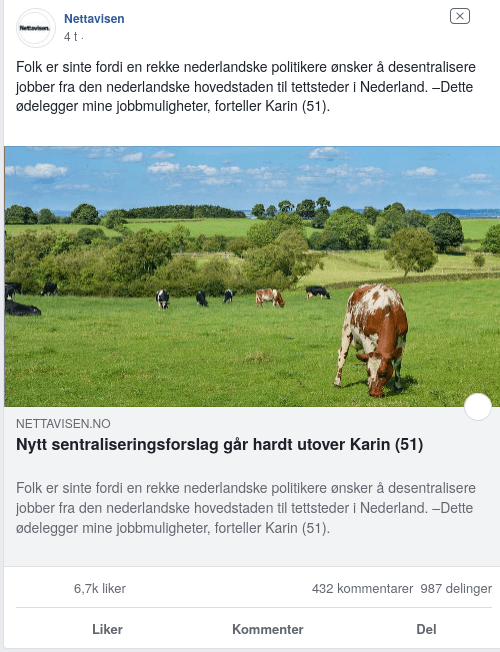 Nettavisen.
Nettavisen
4 t ·
Folk er sinte fordi en rekke nederlandske politikere ønsker å desentralisere
jobber fra den nederlandske hovedstaden til tettsteder i Nederland. –Dette
ødelegger mine jobbmuligheter, forteller Karin (51).
NETTAVISEN.NO
Nytt sentraliseringsforslag går hardt utover Karin (51)
Folk er sinte fordi en rekke nederlandske politikere ønsker å desentralisere
jobber fra den nederlandske hovedstaden til tettsteder i Nederland. –Dette
ødelegger mine jobbmuligheter, forteller Karin (51).
6,7k liker 432 kommentarer 987 delinger
Liker Kommenter Del